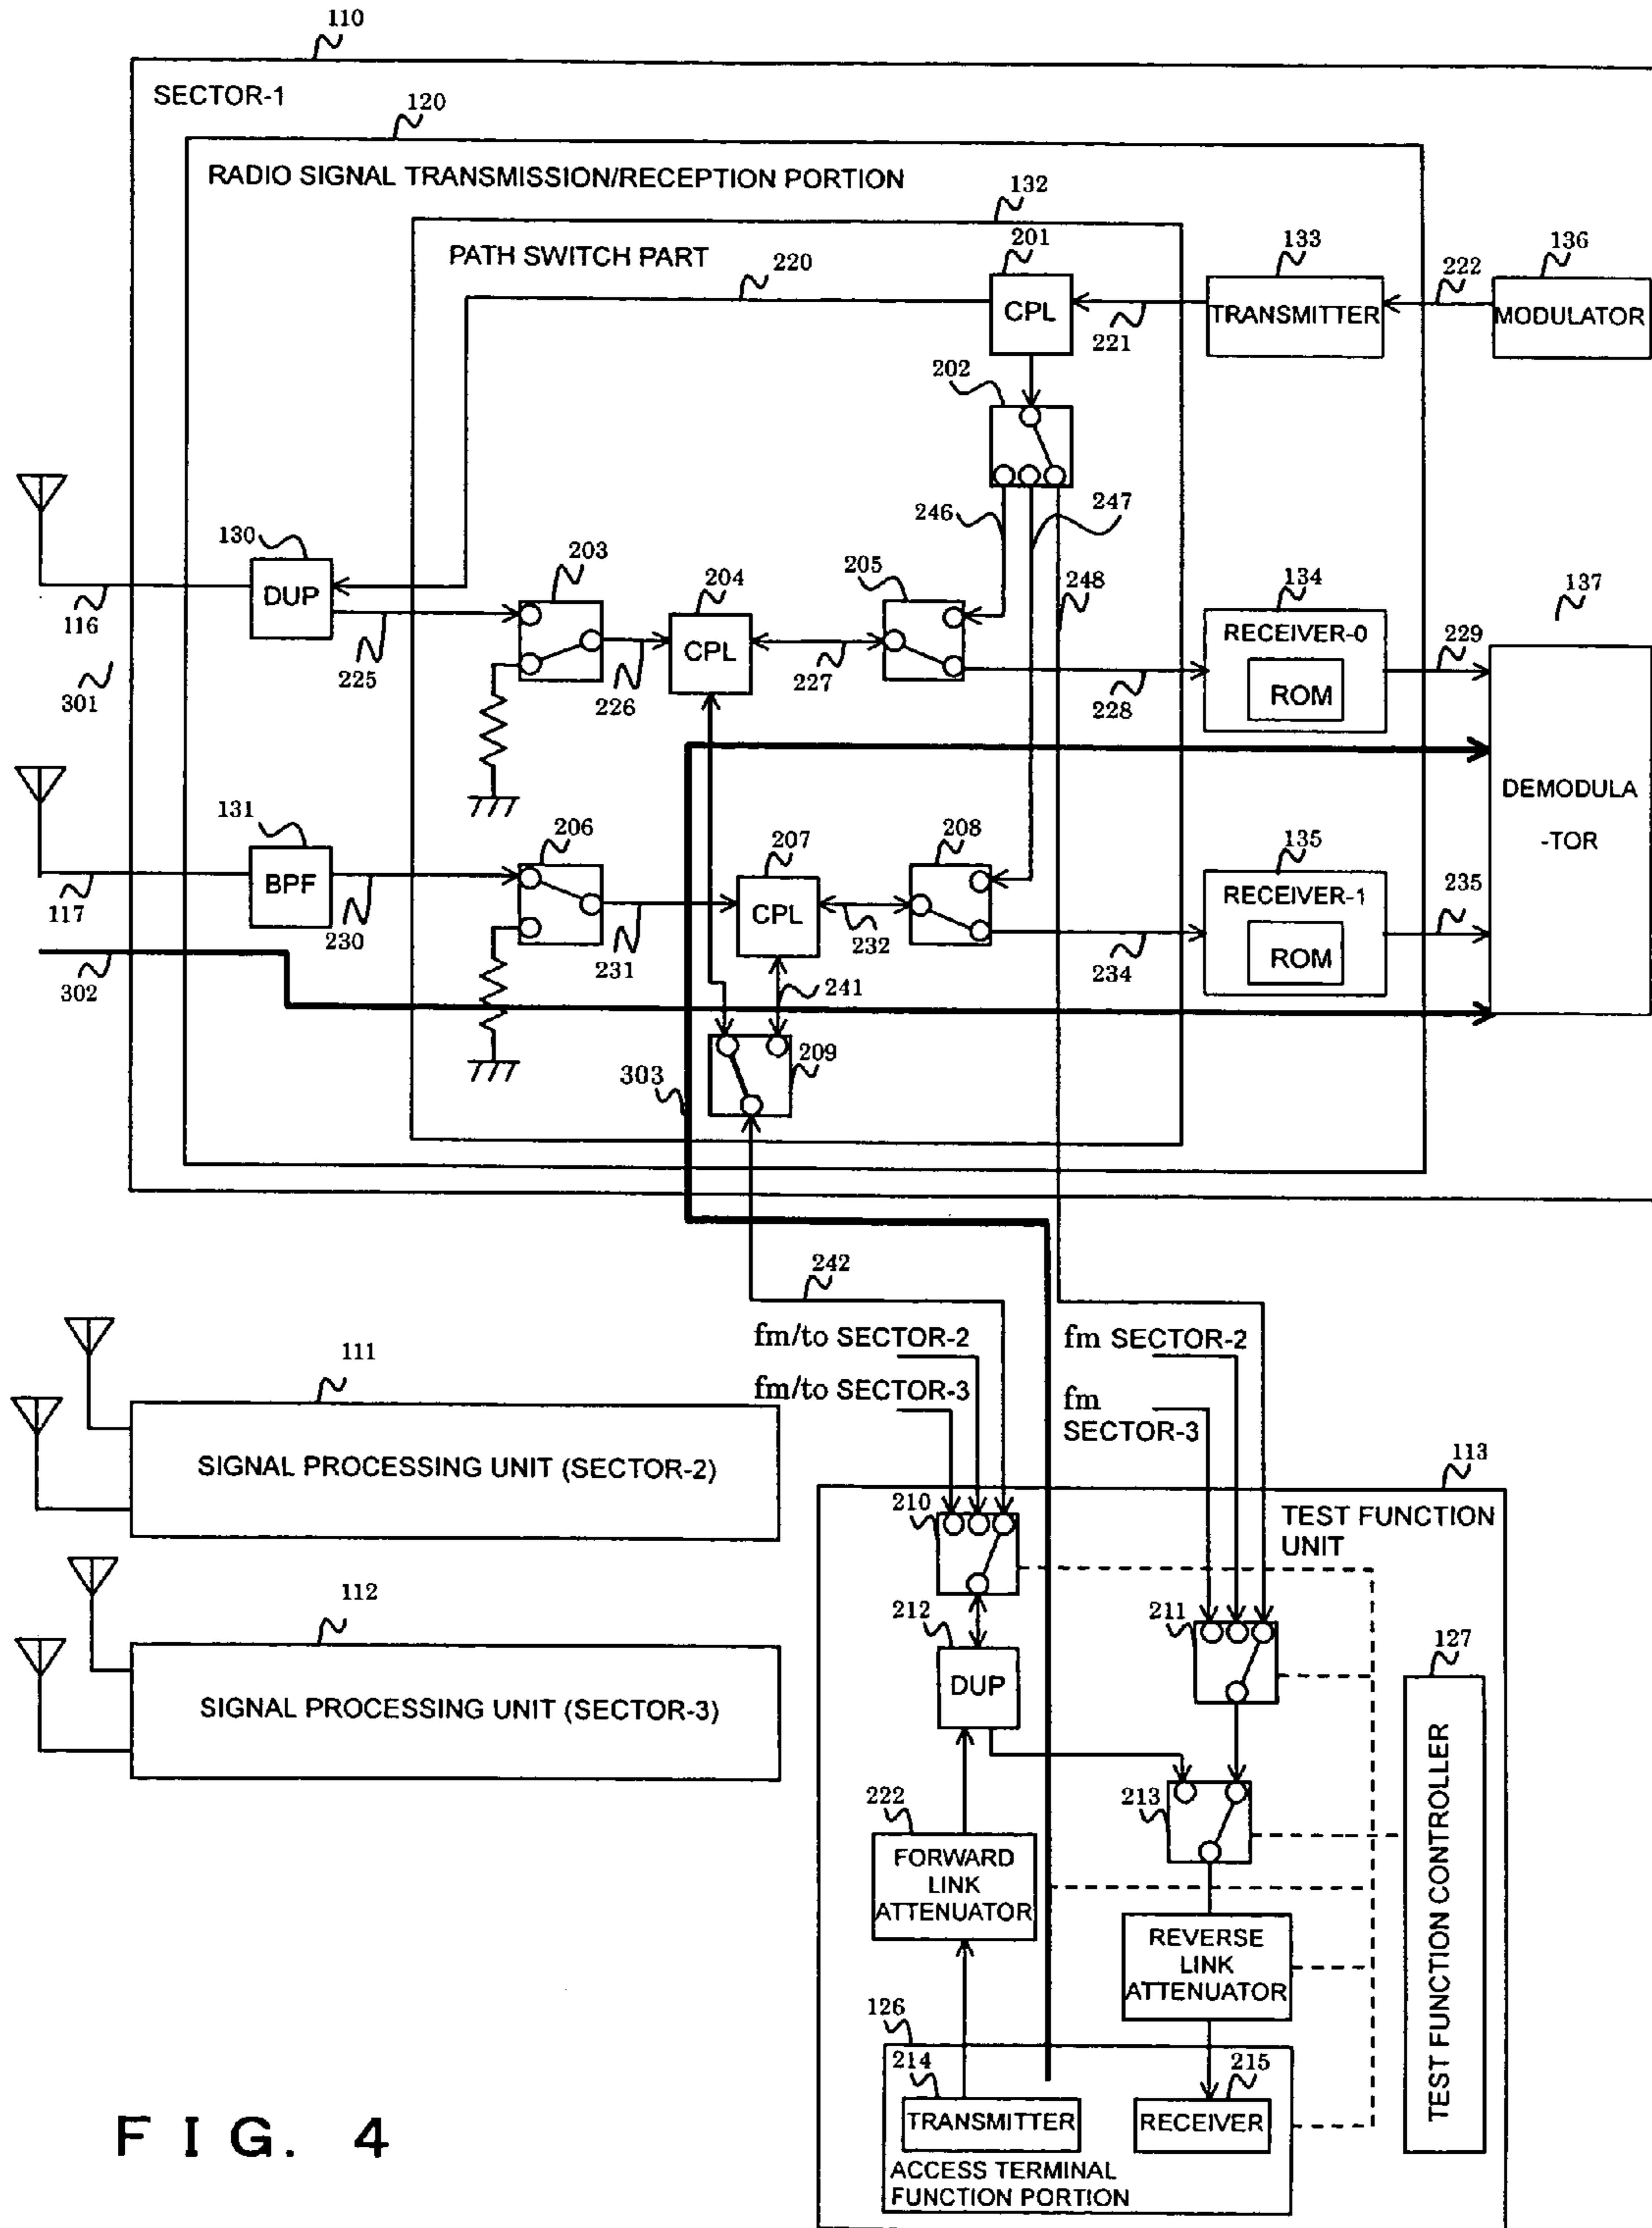 110
SECTOR-1
120
RADIO SIGNAL TRANSMISSION/RECEPTION PORTION
132
PATH SWITCH PART
220
201
CPL
221
133
TRANSMITTER
222
136
MODULATOR
202
246
247
248
130
DUP
116
301
225
203
226
204
CPL
227
205
228
134
RECEIVER-0
ROM
229
137
DEMODULA
-TOR
131
BPF
117
302
230
206
231
207
CPL
232
208
234
135
RECEIVER-1
ROM
235
241
209
303
242
fm/to SECTOR-2
fm/to SECTOR-3
fm SECTOR-2
fm
SECTOR-3
111
SIGNAL PROCESSING UNIT (SECTOR-2)
112
SIGNAL PROCESSING UNIT (SECTOR-3)
113
TEST FUNCTION
UNIT
210
211
212
DUP
127
TEST FUNCTION CONTROLLER
213
222
FORWARD
LINK
ATTENUATOR
REVERSE
LINK
ATTENUATOR
126
214
TRANSMITTER
215
RECEIVER
ACCESS TERMINAL
FUNCTION PORTION
FIG. 4